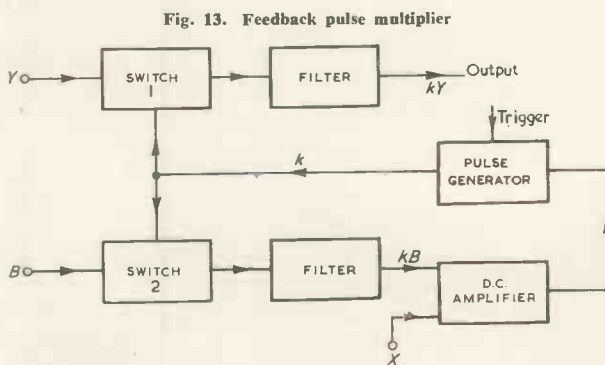 Fig. 13. Feedback pulse multiplier
Y
SWITCH
1
FILTER
kY
Output
Trigger
k
PULSE
GENERATOR
B
SWITCH
2
FILTER
kB
D.C.
AMPLIFIER
X